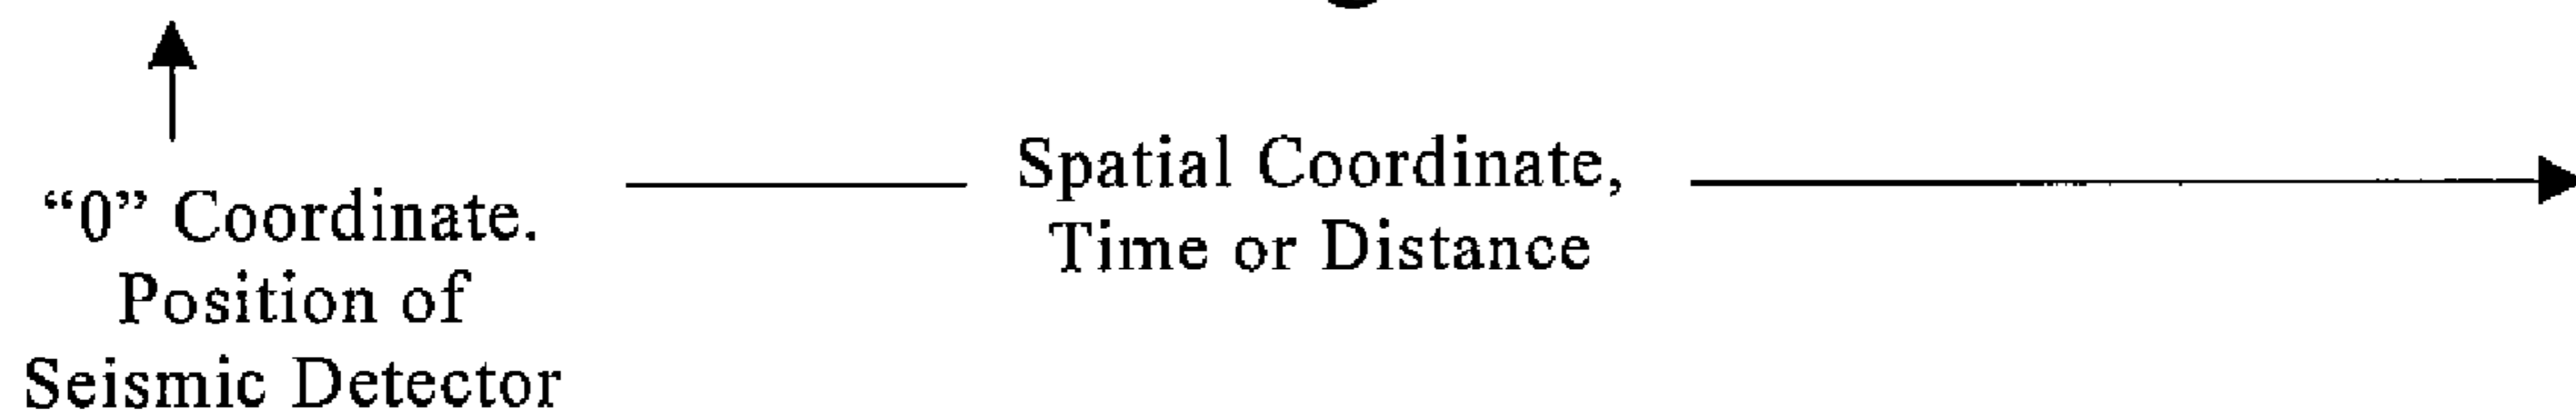 “0” Coordinate.
Position of
Seismic Detector
Spatial Coordinate,
Time or Distance